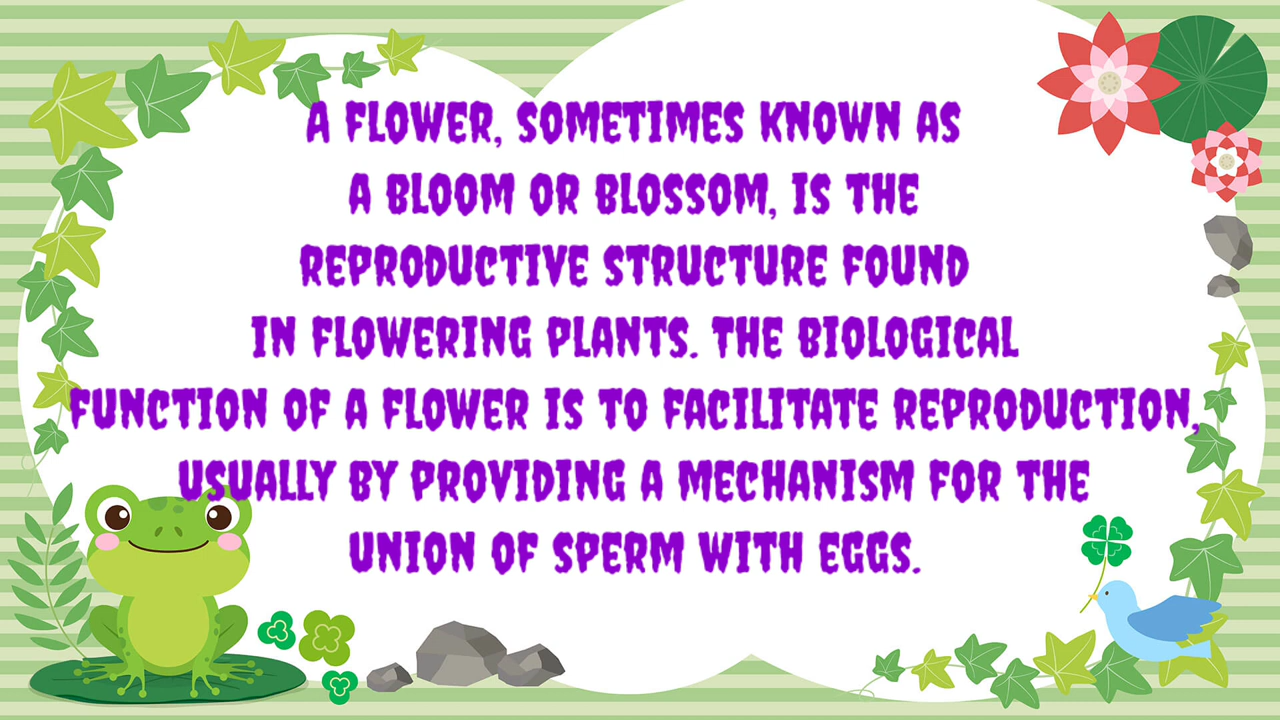 A FLOWER, SOMETIMES KNOWN AS
A BLOOM OR BLOSSOM, IS THE
REPRODUCTIVE STRUCTURE FOUND
IN FLOWERING PLANTS. THE BIOLOGICAL
FUNCTION OF A FLOWER IS TO FACILITATE REPRODUCTION,
USUALLY BY PROVIDING A MECHANISM FOR THE
UNION OF SPERM WITH EGGS.